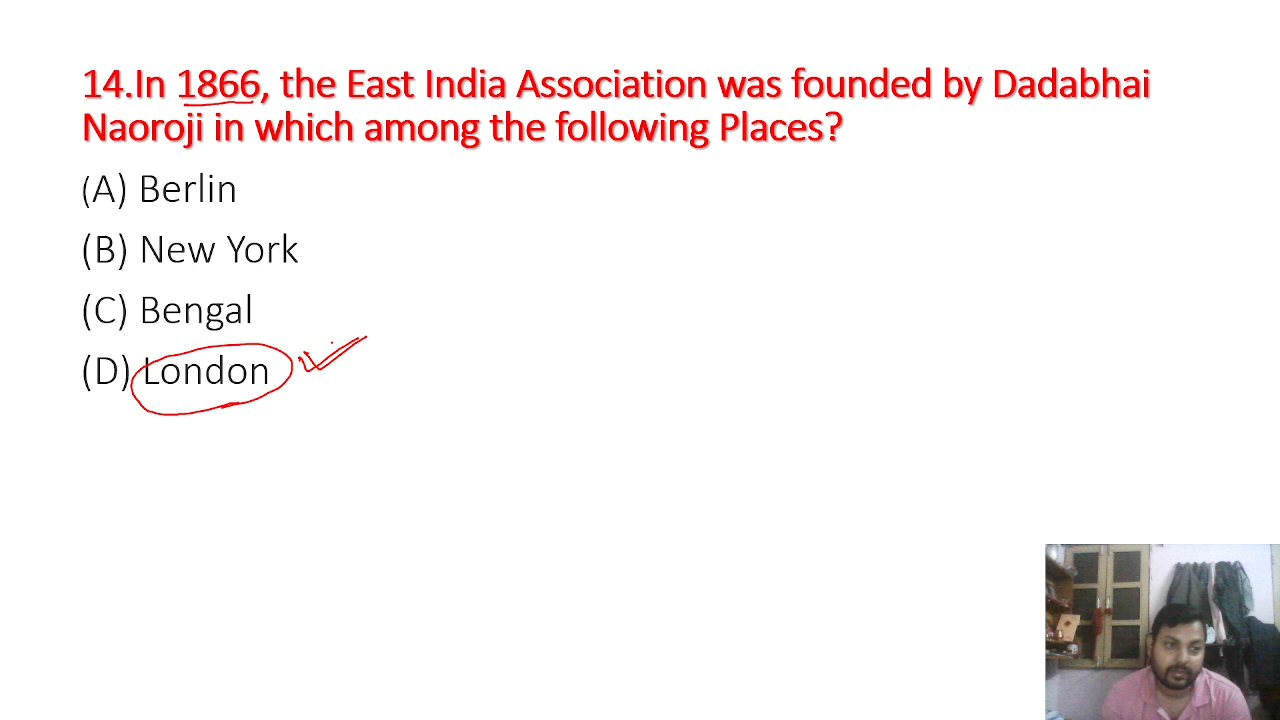 14.In 1866, the East India Association was founded by Dadabhai
Naoroji in which among the following Places?
(A) Berlin
(B) New York
(C) Bengal
(D) London